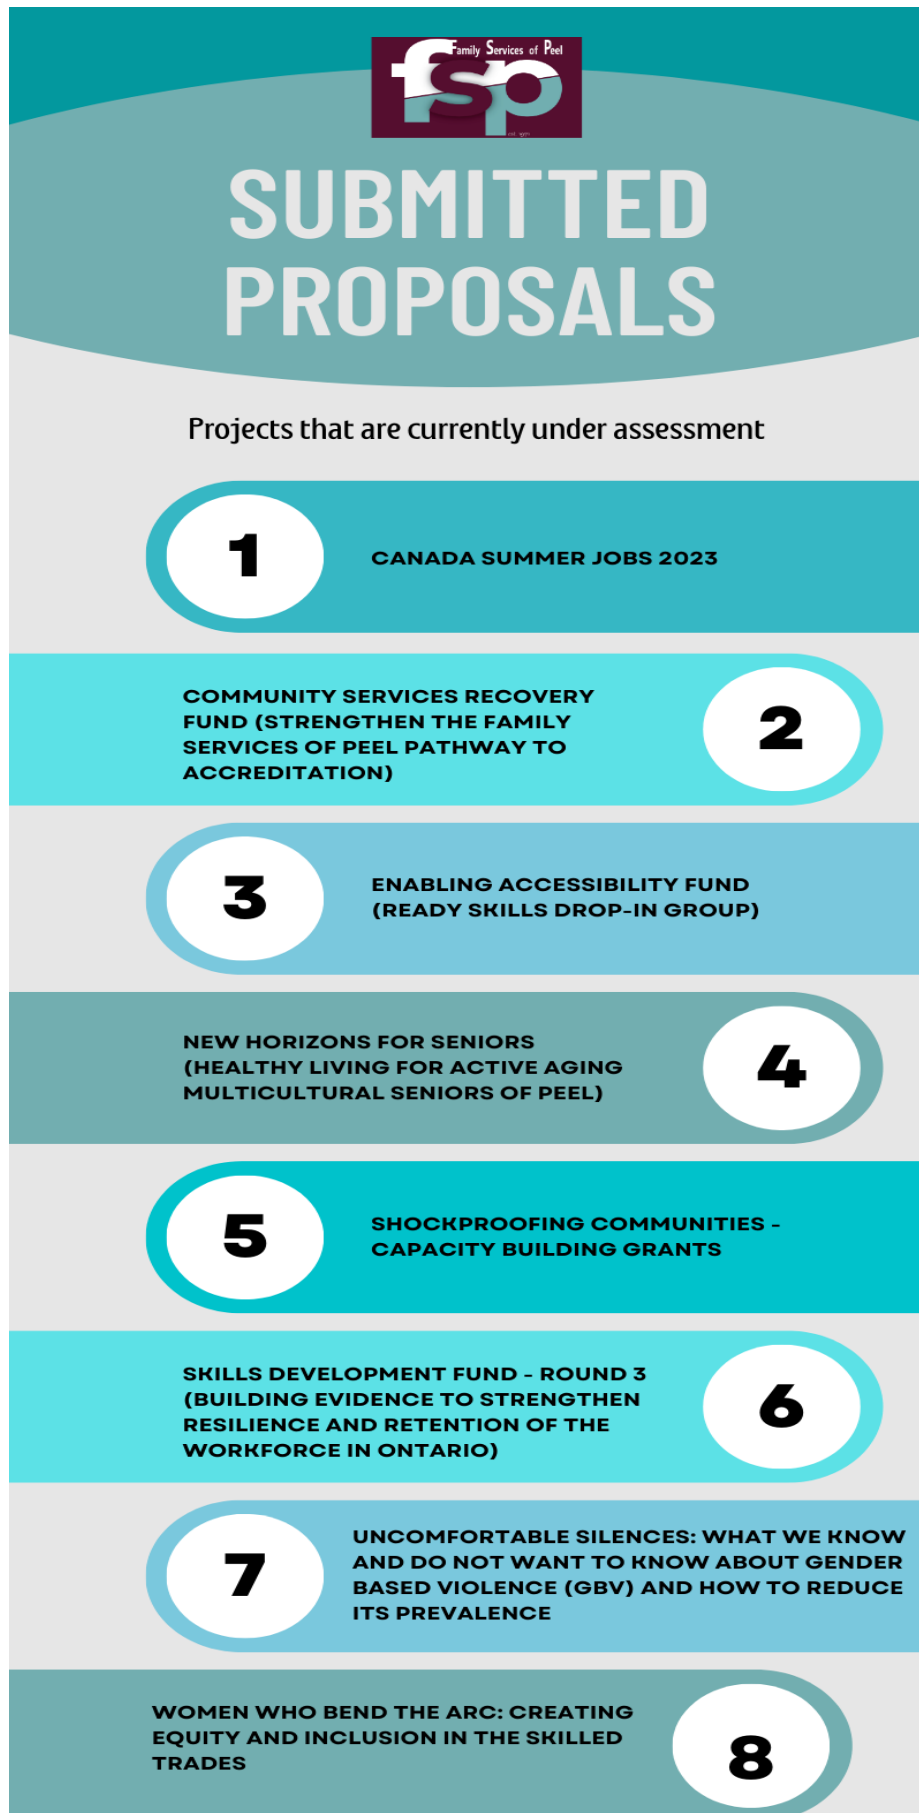 Family Services of Peel
fsp
SUBMITTED
PROPOSALS
Projects that are currently under assessment
1
CANADA SUMMER JOBS 2023
COMMUNITY SERVICES RECOVERY
FUND (STRENGTHEN THE FAMILY
SERVICES OF PEEL PATHWAY TO
ACCREDITATION)
2
3
ENABLING ACCESSIBILITY FUND
(READY SKILLS DROP-IN GROUP)
NEW HORIZONS FOR SENIORS
(HEALTHY LIVING FOR ACTIVE AGING
MULTICULTURAL SENIORS OF PEEL)
4
5
SHOCKPROOFING COMMUNITIES -
CAPACITY BUILDING GRANTS
SKILLS DEVELOPMENT FUND - ROUND 3
(BUILDING EVIDENCE TO STRENGTHEN
RESILIENCE AND RETENTION OF THE
WORKFORCE IN ONTARIO)
6
7
UNCOMFORTABLE SILENCES: WHAT WE KNOW
AND DO NOT WANT TO KNOW ABOUT GENDER
BASED VIOLENCE (GBV) AND HOW TO REDUCE
ITS PREVALENCE
WOMEN WHO BEND THE ARC: CREATING
EQUITY AND INCLUSION IN THE SKILLED
TRADES
8